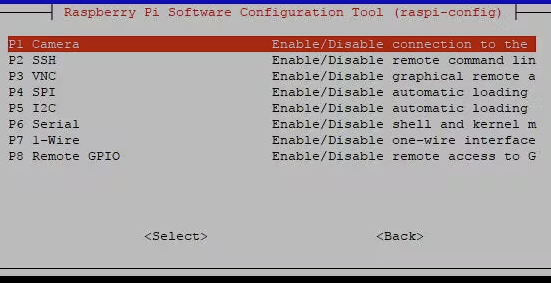 Raspberry Pi Software Configuration Tool (raspi-config)
P1 Camera Enable/Disable connection to the
P2 SSH Enable/Disable remote command lin
P3 VNC Enable/Disable graphical remote a
P4 SPI Enable/Disable automatic loading
P5 I2C Enable/Disable automatic loading
P6 Serial Enable/Disable shell and kernel m
P7 1-Wire Enable/Disable one-wire interface
P8 Remote GPIO Enable/Disable remote access to G
<Select> <Back>